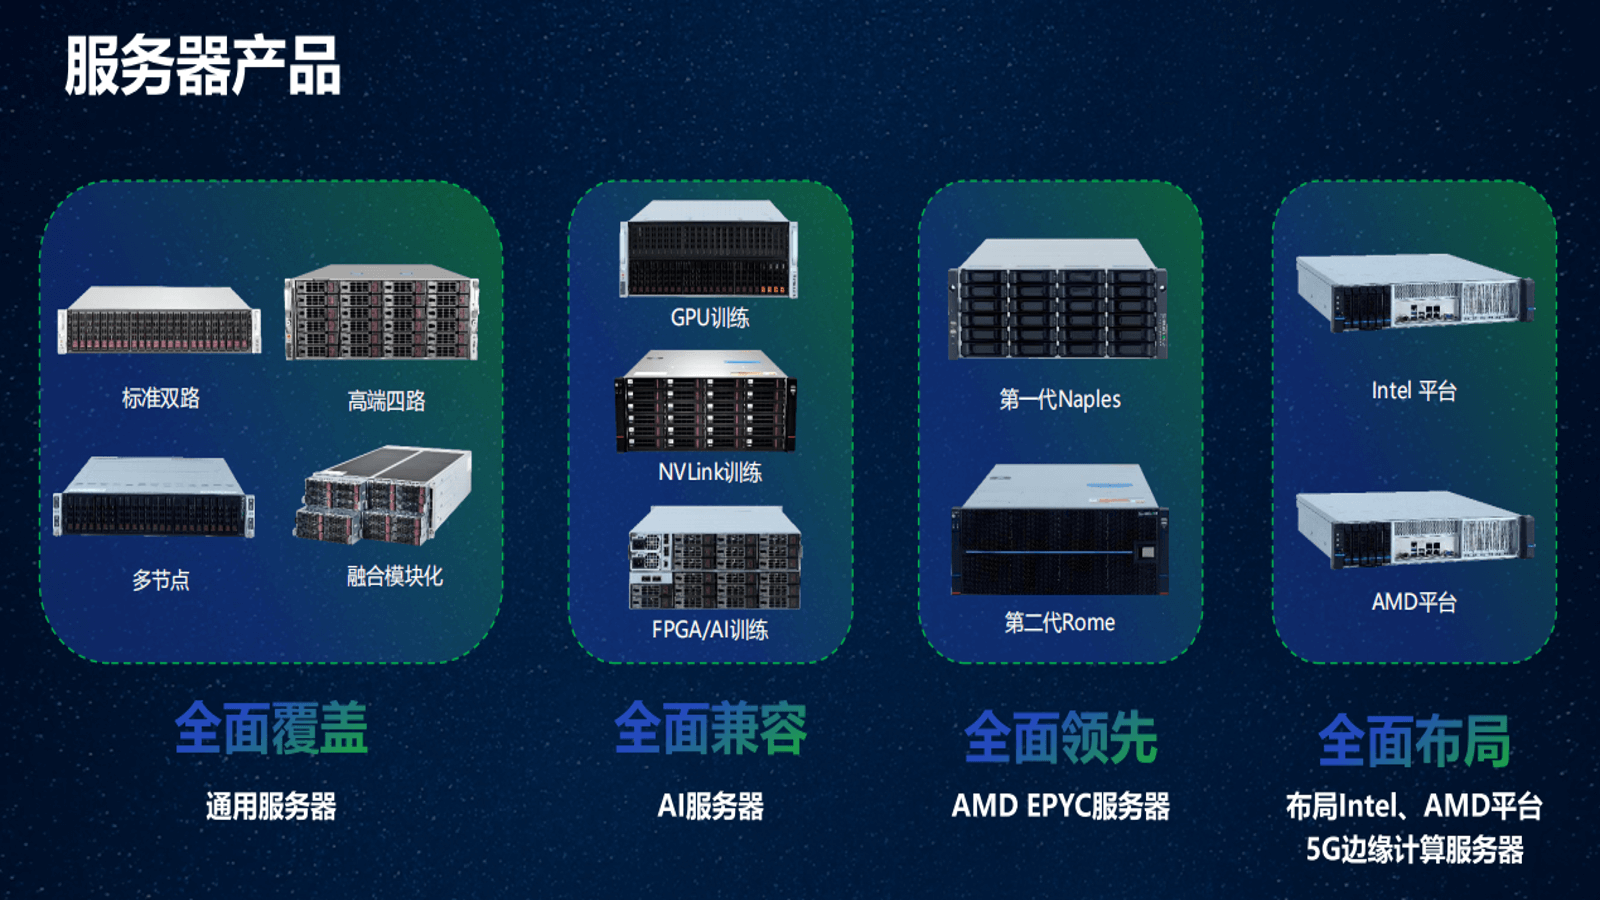 服务器产品
标准双路
高端四路
多节点
融合模块化
全面覆盖
通用服务器
GPU训练
NVLink训练
FPGA/AI训练
全面兼容
AI服务器
第一代Naples
第二代Rome
全面领先
AMD EPYC服务器
Intel 平台
AMD平台
全面布局
布局Intel、AMD平台
5G边缘计算服务器